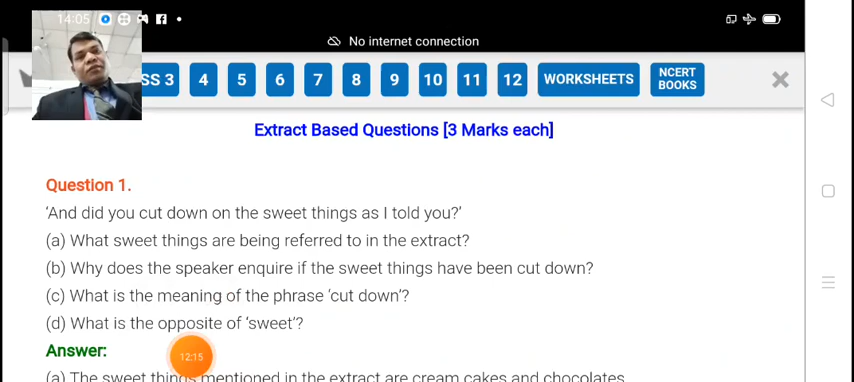 14:05
No internet connection
SS 3 4 5 6 7 8 9 10 11 12 WORKSHEETS NCERT BOOKS
Extract Based Questions [3 Marks each]
Question 1.
‘And did you cut down on the sweet things as I told you?’
(a) What sweet things are being referred to in the extract?
(b) Why does the speaker enquire if the sweet things have been cut down?
(c) What is the meaning of the phrase ‘cut down’?
(d) What is the opposite of ‘sweet’?
Answer:
12:15
(a) The sweet things mentioned in the extract are cream cakes and chocolates